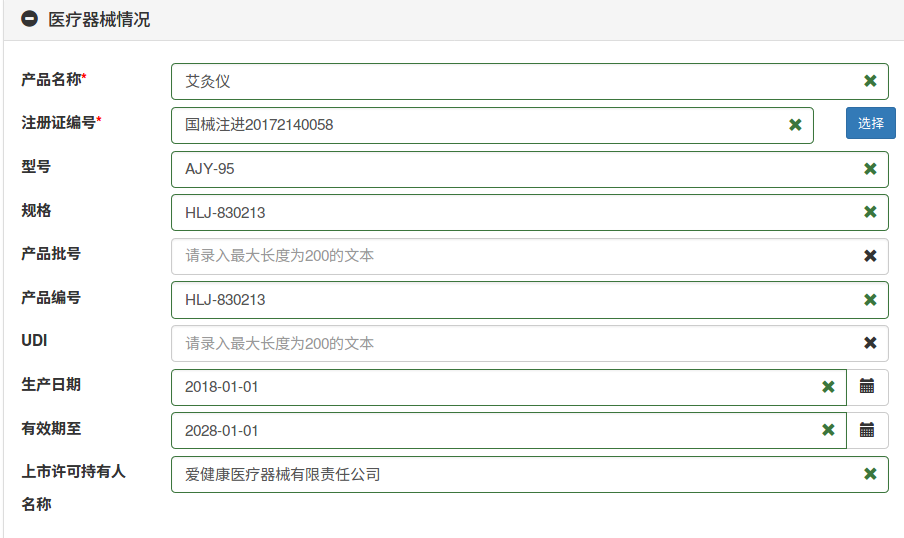 医疗器械情况
产品名称* 艾灸仪
注册证编号* 国械注进20172140058 选择
型号 AJY-95
规格 HLJ-830213
产品批号 请录入最大长度为200的文本
产品编号 HLJ-830213
UDI 请录入最大长度为200的文本
生产日期 2018-01-01
有效期至 2028-01-01
上市许可持有人 爱健康医疗器械有限责任公司
名称